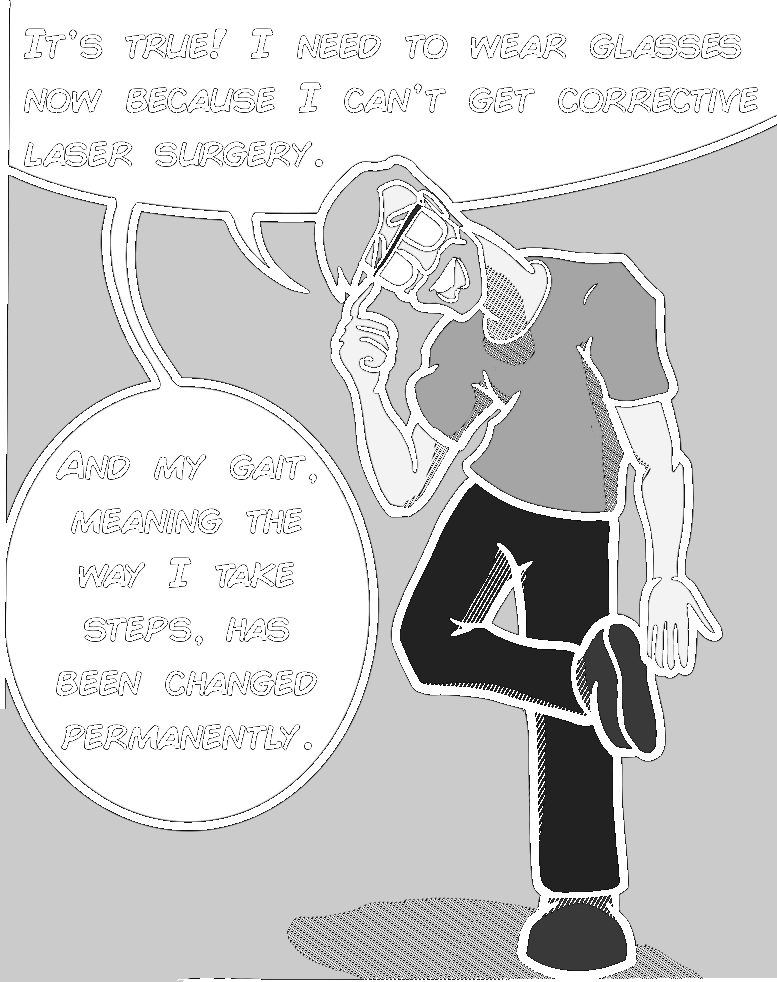 It's true! I need to wear glasses
now because I can't get corrective
laser surgery.
And my gait,
meaning the
way I take
steps, has
been changed
permanently.